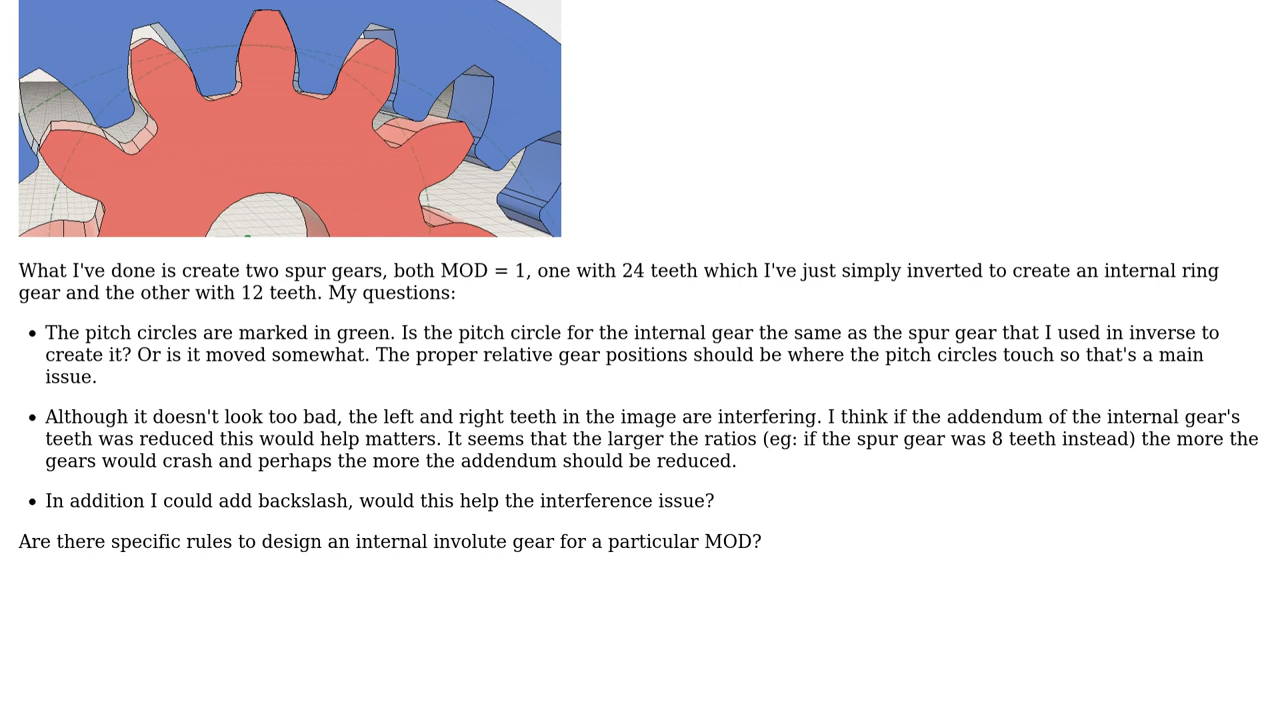 What I've done is create two spur gears, both MOD = 1, one with 24 teeth which I've just simply inverted to create an internal ring
gear and the other with 12 teeth. My questions:
• The pitch circles are marked in green. Is the pitch circle for the internal gear the same as the spur gear that I used in inverse to
create it? Or is it moved somewhat. The proper relative gear positions should be where the pitch circles touch so that's a main
issue.
• Although it doesn't look too bad, the left and right teeth in the image are interfering. I think if the addendum of the internal gear's
teeth was reduced this would help matters. It seems that the larger the ratios (eg: if the spur gear was 8 teeth instead) the more the
gears would crash and perhaps the more the addendum should be reduced.
• In addition I could add backslash, would this help the interference issue?
Are there specific rules to design an internal involute gear for a particular MOD?